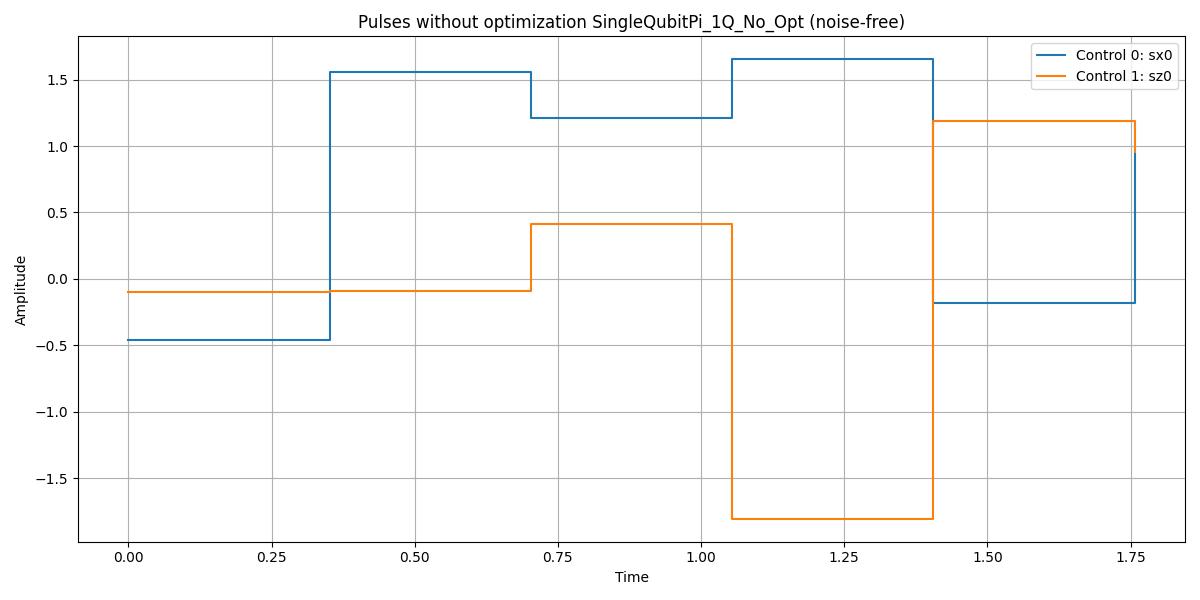 Pulses without optimization SingleQubitPi_1Q_No_Opt (noise-free)
Control 0: sx0
Control 1: sz0
Amplitude
1.5
1.0
0.5
0.0
−0.5
−1.0
−1.5
0.00 0.25 0.50 0.75 1.00 1.25 1.50 1.75
Time